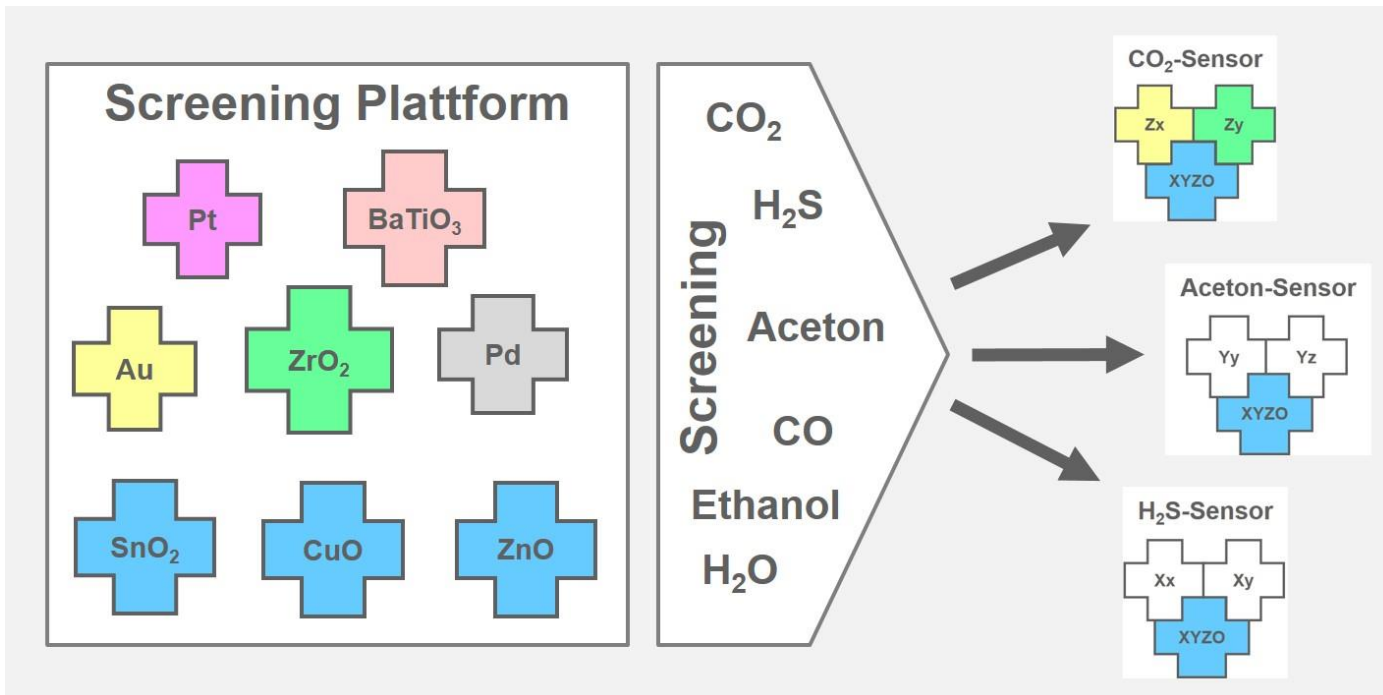 Screening Plattform
Pt
BaTiO₃
Au
ZrO₂
Pd
SnO₂
CuO
ZnO
Screening
CO₂
H₂S
Aceton
CO
Ethanol
H₂O
CO₂-Sensor
Zx
Zy
XYZO
Aceton-Sensor
Yy
Yz
XYZO
H₂S-Sensor
Xx
Xy
XYZO